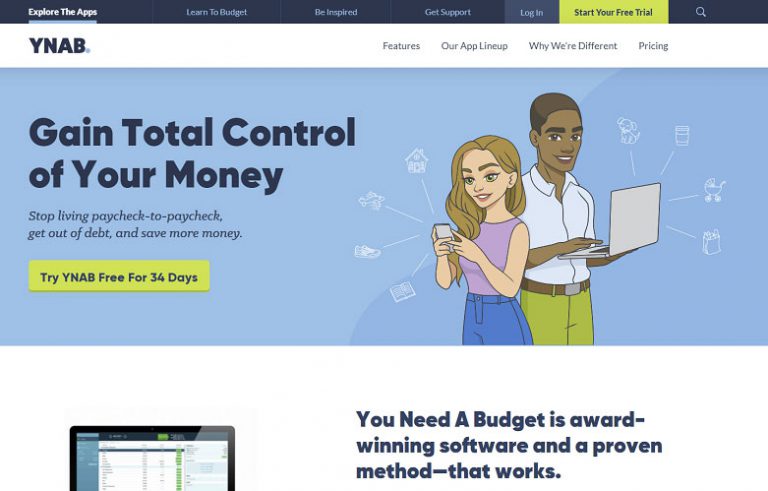 Explore The Apps
Learn To Budget
Be Inspired
Get Support
Log In
Start Your Free Trial
YNAB.
Features
Our App Lineup
Why We're Different
Pricing
Gain Total Control
of Your Money
Stop living paycheck-to-paycheck,
get out of debt, and save more money.
Try YNAB Free For 34 Days
You Need A Budget is award-
winning software and a proven
method—that works.